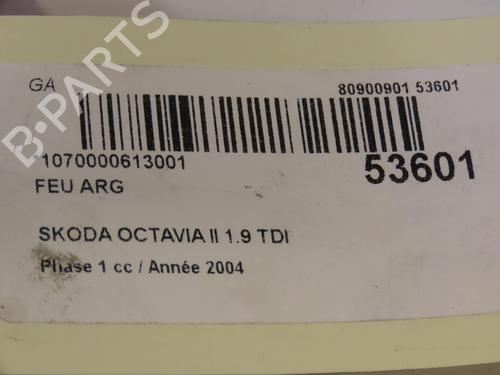 GA
80900901 53601
*1070000613001
53601
FEU ARG
SKODA OCTAVIA II 1.9 TDI
Phase 1 cc / Année 2004
B-PARTS